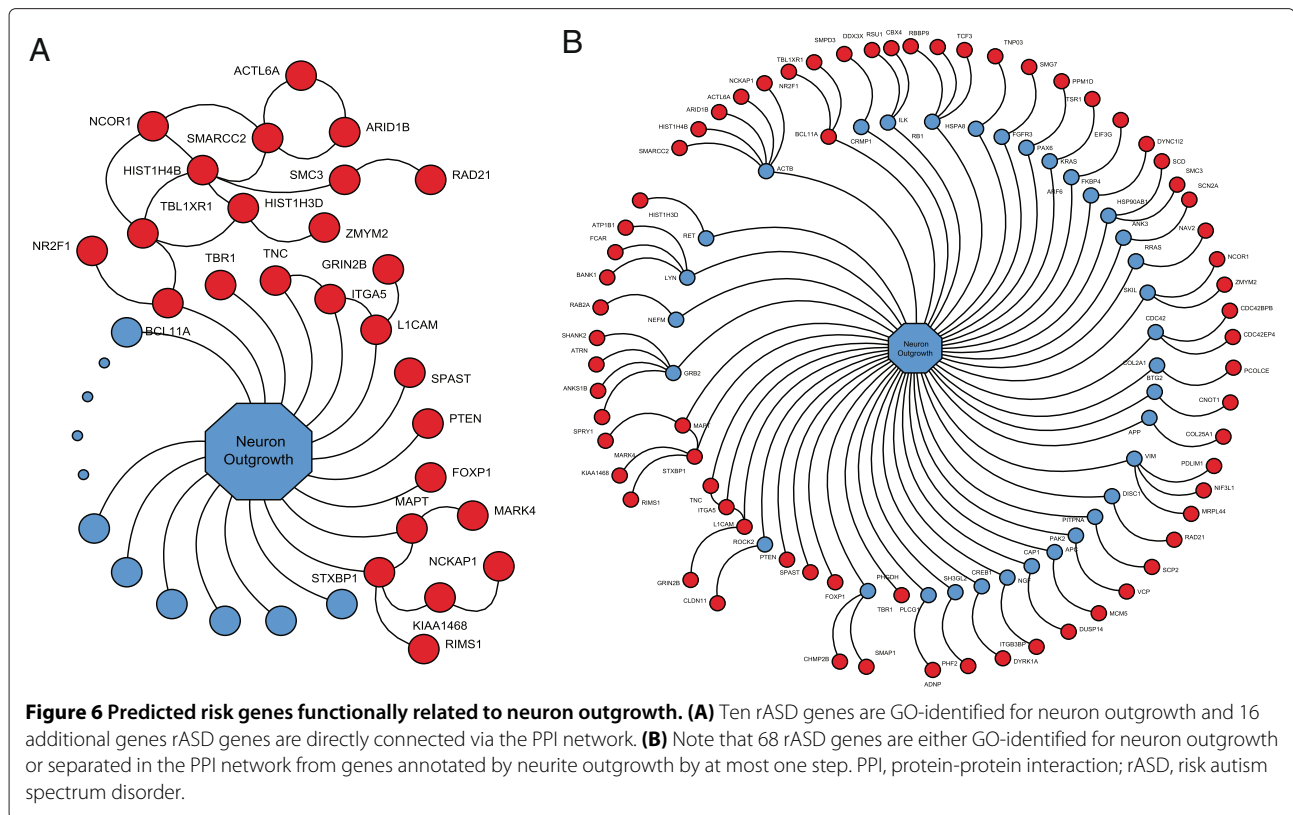 A
ACTL6A
NCOR1
SMARCC2
ARID1B
HIST1H4B
SMC3
RAD21
TBL1XR1
HIST1H3D
NR2F1
ZMYM2
TBR1
TNC
GRIN2B
ITGA5
BCL11A
L1CAM
SPAST
Neuron
Outgrowth
PTEN
FOXP1
MAPT
MARK4
STXBP1
NCKAP1
KIAA1468
RIMS1
B
SMPD3
DDX3X
RSU1
CBX4
RBBP9
TCF3
TNPO3
TBL1XR1
NCKAP1
NR2F1
SMG7
ACTL6A
PPM1D
ARID1B
TSR1
HIST1H4B
EIF3G
SMARCC2
BCL11A
CRMP1
ILK
RB1
HSPA8
FGFR3
PAX6
DYNC1I2
ACTB
KRAS
SCD
ARF6
FKBP4
SMC3
HSP90AB1
SCN2A
HIST1H3D
ANK3
NAV2
ATP1B1
RET
RRAS
FCAR
NCOR1
LYN
SKIL
BANK1
ZMYM2
RAB2A
NEFM
CDC42BPB
CDC42
SHANK2
CDC42EP4
ATRN
Neuron
Outgrowth
COL2A1
PCOLCE
GRB2
BTG2
ANKS1B
CNOT1
APP
SPRY1
MAPT
COL25A1
MARK4
STXBP1
VIM
PDLIM1
KIAA1468
NIF3L1
RIMS1
TNC
DISC1
MRPL44
ITGA5
PITPNA
L1CAM
RAD21
ROCK2
PAK2
APC
PTEN
CAP1
SCP2
GRIN2B
SPAST
CREB1
NGF
CLDN11
FOXP1
PHGDH
SH3GL2
VCP
TBR1
PLCG1
MCM5
DUSP14
CHMP2B
SMAP1
ITGB3BP
PHF2
DYRK1A
ADNP
Figure 6 Predicted risk genes functionally related to neuron outgrowth. (A) Ten rASD genes are GO-identified for neuron outgrowth and 16
additional genes rASD genes are directly connected via the PPI network. (B) Note that 68 rASD genes are either GO-identified for neuron outgrowth
or separated in the PPI network from genes annotated by neurite outgrowth by at most one step. PPI, protein-protein interaction; rASD, risk autism
spectrum disorder.